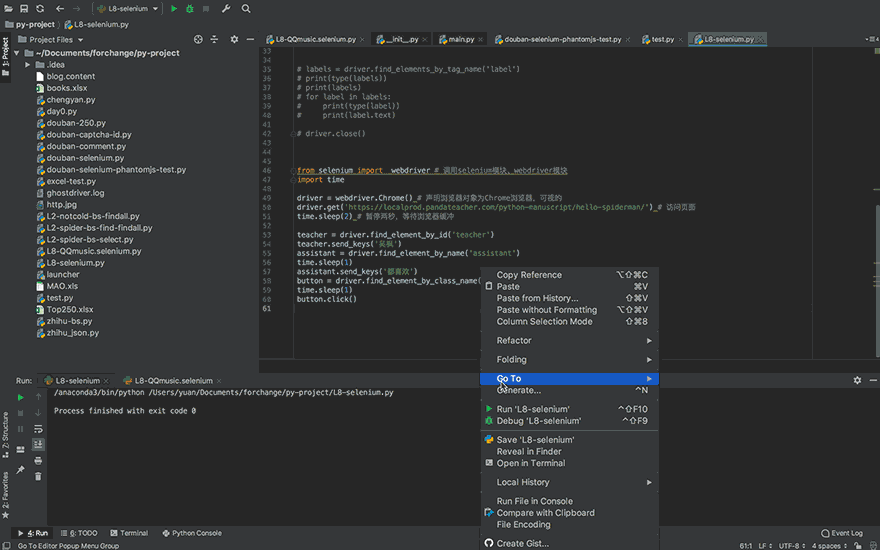 L8-selenium
py-project
L8-selenium.py
1: Project
Project Files
L8-QQmusic.selenium.py
__init__.py
main.py
douban-selenium-phantomjs-test.py
test.py
L8-selenium.py
~/Documents/forchange/py-project
.idea
blog.content
books.xlsx
chengyan.py
day0.py
douban-250.py
douban-captcha-id.py
douban-comment.py
douban-selenium.py
douban-selenium-phantomjs-test.py
excel-test.py
ghostdriver.log
http.jpg
L2-notcold-bs-findall.py
L2-spider-bs-find-findall.py
L2-spider-bs-select.py
L8-QQmusic.selenium.py
L8-selenium.py
launcher
MAO.xls
test.py
Top250.xlsx
zhihu-bs.py
zhihu_json.py
33
34
35 # labels = driver.find_elements_by_tag_name("label")
36 # print(type(labels))
37 # print(labels)
38 # for label in labels:
39 #     print(type(label))
40 #     print(label.text)
41
42 # driver.close()
43
44
45
46 from selenium import  webdriver # 调用selenium模块、webdriver模块
47 import time
48
49 driver = webdriver.Chrome() # 声明浏览器对象为Chrome浏览器、可视的
50 driver.get('https://localprod.pandateacher.com/python-manuscript/hello-spiderman/') # 访问页面
51 time.sleep(2) # 暂停两秒，等待浏览器缓冲
52
53 teacher = driver.find_element_by_id('teacher')
54 teacher.send_keys('吴枫')
55 assistant = driver.find_element_by_name('assistant')
56 time.sleep(1)
57 assistant.send_keys('都喜欢')
58 button = driver.find_element_by_class_name(
59 time.sleep(1)
60 button.click()
61
Copy Reference ⌥⇧⌘C
Paste ⌘V
Paste from History... ⇧⌘V
Paste without Formatting ⌥⇧⌘V
Column Selection Mode ⇧⌘8
Refactor
Folding
Go To
Generate... ^N
Run 'L8-selenium' ^⇧F10
Debug 'L8-selenium' ^⇧F9
Save 'L8-selenium'
Reveal in Finder
Open in Terminal
Local History
Run File in Console
Compare with Clipboard
File Encoding
Create Gist...
Run:
L8-selenium
L8-QQmusic.selenium
/anaconda3/bin/python /Users/yuan/Documents/forchange/py-project/L8-selenium.py
Process finished with exit code 0
7: Structure
2: Favorites
4: Run
6: TODO
Terminal
Python Console
Event Log
Go To Editor Popup Menu Group
61:1
LF
UTF-8
4 spaces